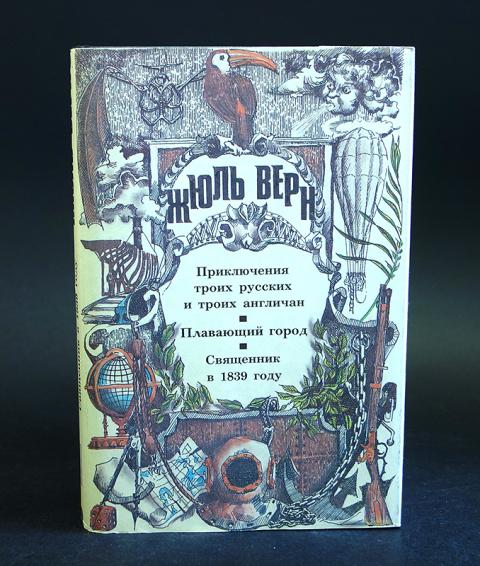 ЖЮЛЬ ВЕРН
Приключения
троих русских
и троих англичан
Плавающий город
Священник
в 1839 году